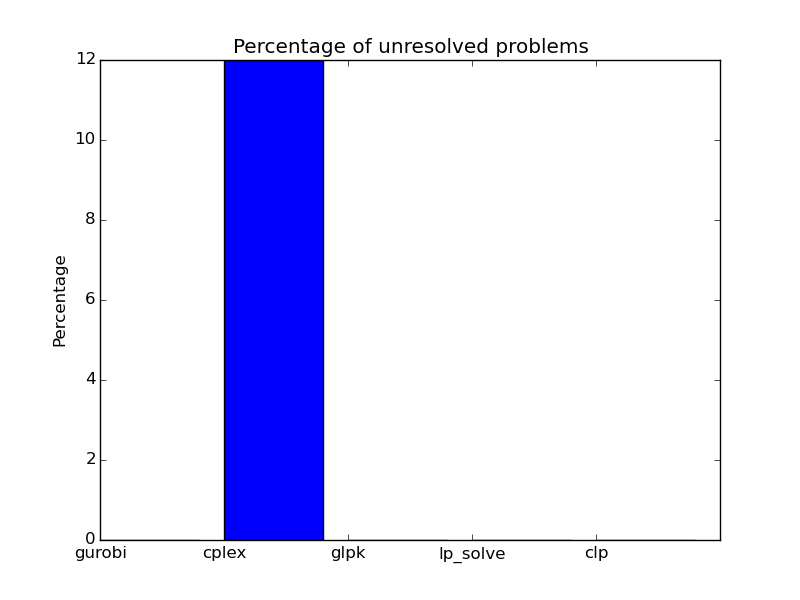 Percentage of unresolved problems
Percentage
12
10
8
6
4
2
0
gurobi cplex glpk lp_solve clp